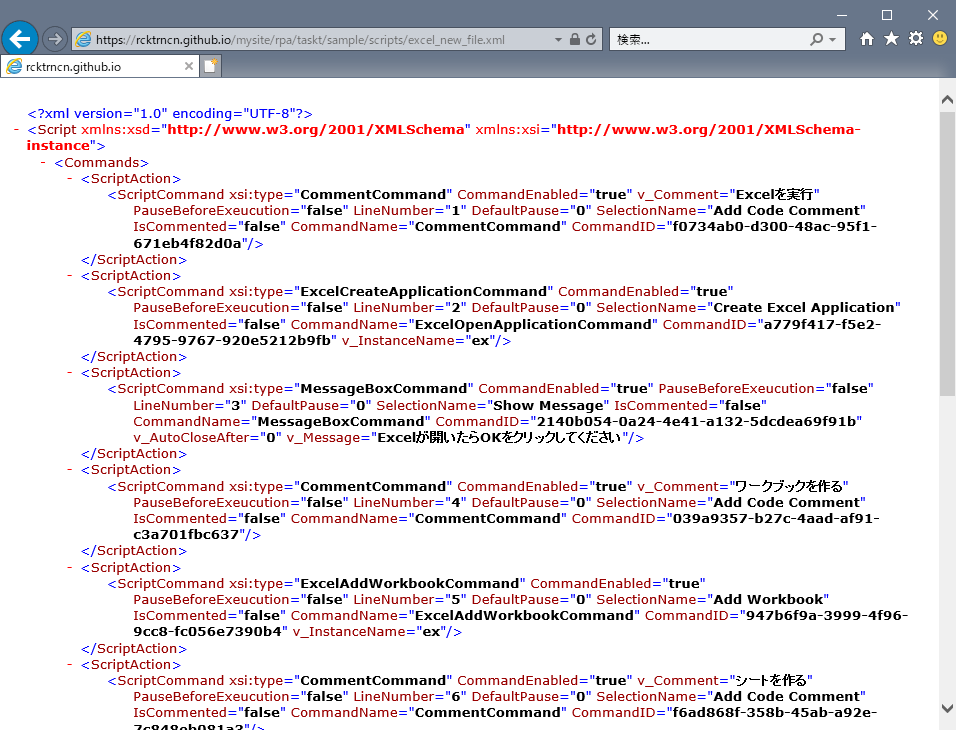 https://rcktrncn.github.io/mysite/rpa/taskt/sample/scripts/excel_new_file.xml
検索...
rcktrncn.github.io
<?xml version="1.0" encoding="UTF-8"?>
- <Script xmlns:xsd="http://www.w3.org/2001/XMLSchema" xmlns:xsi="http://www.w3.org/2001/XMLSchema-
instance">
- <Commands>
- <ScriptAction>
<ScriptCommand xsi:type="CommentCommand" CommandEnabled="true" v_Comment="Excelを実行"
PauseBeforeExeucution="false" LineNumber="1" DefaultPause="0" SelectionName="Add Code Comment"
IsCommented="false" CommandName="CommentCommand" CommandID="f0734ab0-d300-48ac-95f1-
671eb4f82d0a"/>
</ScriptAction>
- <ScriptAction>
<ScriptCommand xsi:type="ExcelCreateApplicationCommand" CommandEnabled="true"
PauseBeforeExeucution="false" LineNumber="2" DefaultPause="0" SelectionName="Create Excel Application"
IsCommented="false" CommandName="ExcelOpenApplicationCommand" CommandID="a779f417-f5e2-
4795-9767-920e5212b9fb" v_InstanceName="ex"/>
</ScriptAction>
- <ScriptAction>
<ScriptCommand xsi:type="MessageBoxCommand" CommandEnabled="true" PauseBeforeExeucution="false"
LineNumber="3" DefaultPause="0" SelectionName="Show Message" IsCommented="false"
CommandName="MessageBoxCommand" CommandID="2140b054-0a24-4e41-a132-5dcdea69f91b"
v_AutoCloseAfter="0" v_Message="Excelが開いたらOKをクリックしてください"/>
</ScriptAction>
- <ScriptAction>
<ScriptCommand xsi:type="CommentCommand" CommandEnabled="true" v_Comment="ワークブックを作る"
PauseBeforeExeucution="false" LineNumber="4" DefaultPause="0" SelectionName="Add Code Comment"
IsCommented="false" CommandName="CommentCommand" CommandID="039a9357-b27c-4aad-af91-
c3a701fbc637"/>
</ScriptAction>
- <ScriptAction>
<ScriptCommand xsi:type="ExcelAddWorkbookCommand" CommandEnabled="true"
PauseBeforeExeucution="false" LineNumber="5" DefaultPause="0" SelectionName="Add Workbook"
IsCommented="false" CommandName="ExcelAddWorkbookCommand" CommandID="947b6f9a-3999-4f96-
9cc8-fc056e7390b4" v_InstanceName="ex"/>
</ScriptAction>
- <ScriptAction>
<ScriptCommand xsi:type="CommentCommand" CommandEnabled="true" v_Comment="シートを作る"
PauseBeforeExeucution="false" LineNumber="6" DefaultPause="0" SelectionName="Add Code Comment"
IsCommented="false" CommandName="CommentCommand" CommandID="f6ad868f-358b-45ab-a92e-
7c848eb081a3"/>